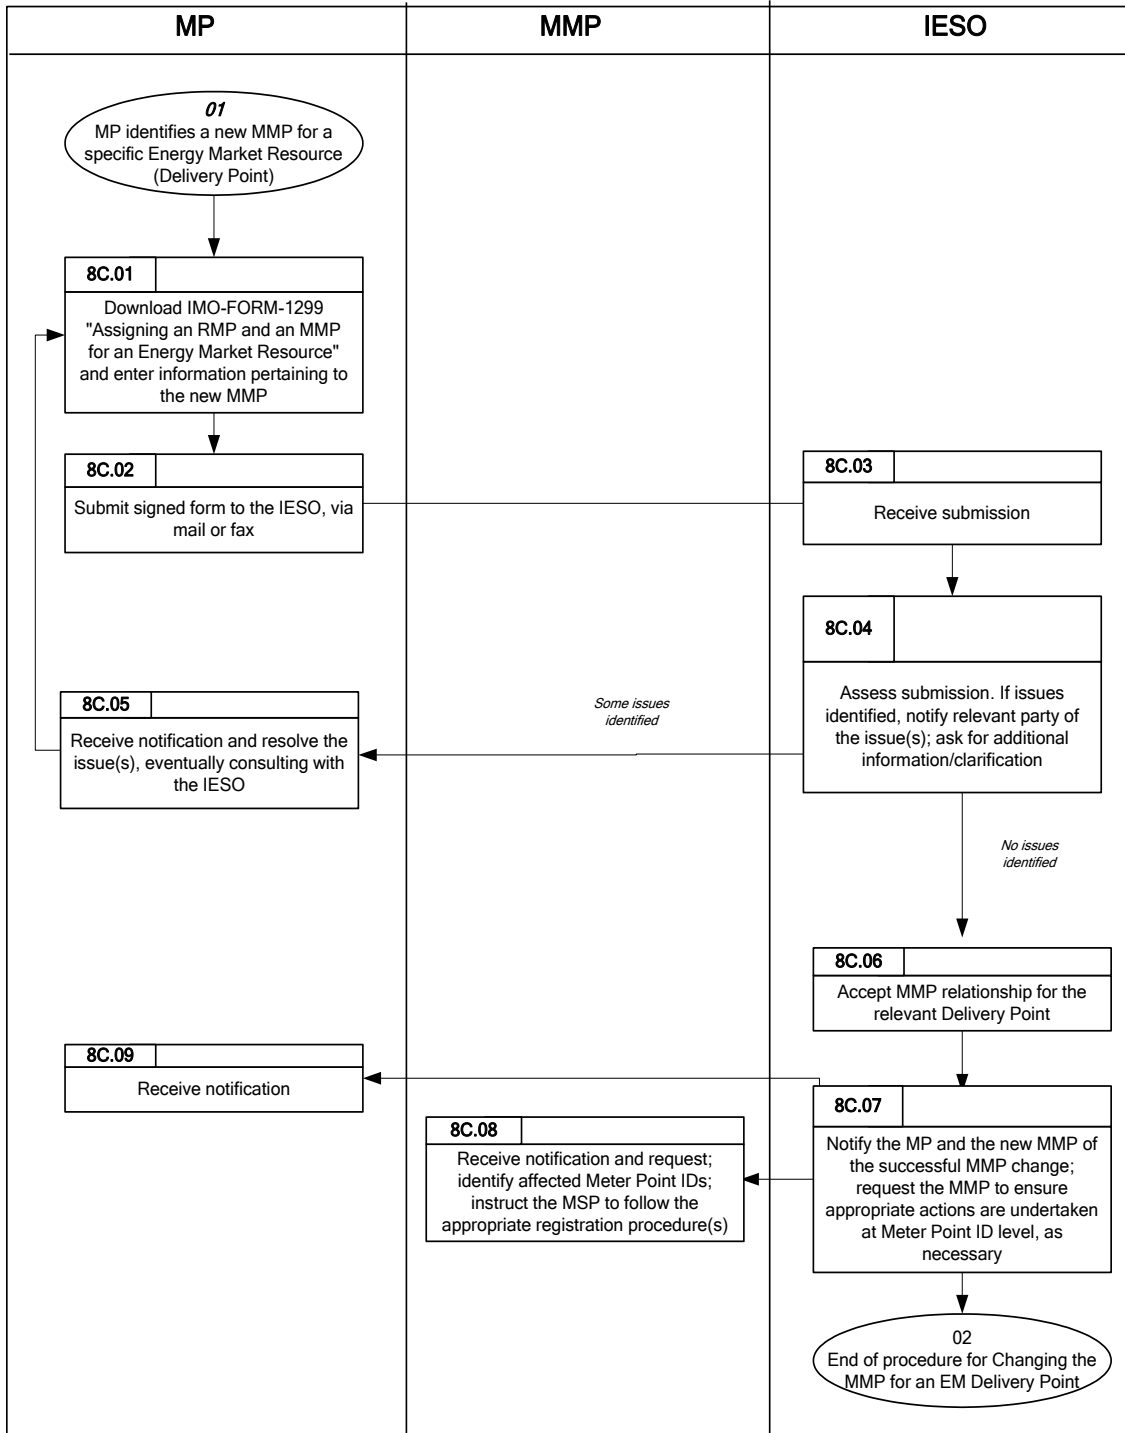 MP
MMP
IESO
01
MP identifies a new MMP for a
specific Energy Market Resource
(Delivery Point)
8C.01
Download IMO-FORM-1299
"Assigning an RMP and an MMP
for an Energy Market Resource"
and enter information pertaining to
the new MMP
8C.02
Submit signed form to the IESO, via
mail or fax
8C.03
Receive submission
8C.04
Assess submission. If issues
identified, notify relevant party of
the issue(s); ask for additional
information/clarification
Some issues
identified
8C.05
Receive notification and resolve the
issue(s), eventually consulting with
the IESO
No issues
identified
8C.06
Accept MMP relationship for the
relevant Delivery Point
8C.09
Receive notification
8C.07
Notify the MP and the new MMP of
the successful MMP change;
request the MMP to ensure
appropriate actions are undertaken
at Meter Point ID level, as
necessary
8C.08
Receive notification and request;
identify affected Meter Point IDs;
instruct the MSP to follow the
appropriate registration procedure(s)
02
End of procedure for Changing the
MMP for an EM Delivery Point